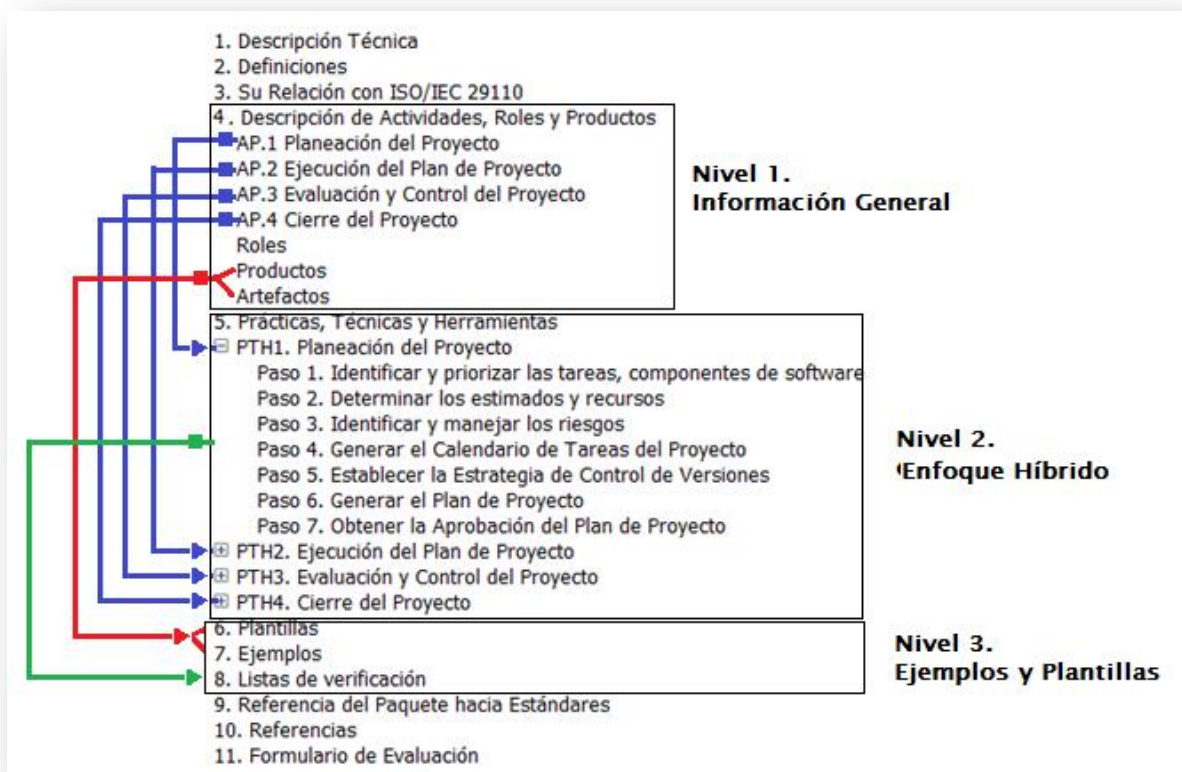 1. Descripción Técnica
2. Definiciones
3. Su Relación con ISO/IEC 29110
4. Descripción de Actividades, Roles y Productos
AP.1 Planeación del Proyecto
AP.2 Ejecución del Plan de Proyecto
AP.3 Evaluación y Control del Proyecto
AP.4 Cierre del Proyecto
Roles
Productos
Artefactos
Nivel 1.
Información General
5. Prácticas, Técnicas y Herramientas
PTH1. Planeación del Proyecto
Paso 1. Identificar y priorizar las tareas, componentes de software
Paso 2. Determinar los estimados y recursos
Paso 3. Identificar y manejar los riesgos
Paso 4. Generar el Calendario de Tareas del Proyecto
Paso 5. Establecer la Estrategia de Control de Versiones
Paso 6. Generar el Plan de Proyecto
Paso 7. Obtener la Aprobación del Plan de Proyecto
PTH2. Ejecución del Plan de Proyecto
PTH3. Evaluación y Control del Proyecto
PTH4. Cierre del Proyecto
Nivel 2.
Enfoque Híbrido
6. Plantillas
7. Ejemplos
8. Listas de verificación
Nivel 3.
Ejemplos y Plantillas
9. Referencia del Paquete hacia Estándares
10. Referencias
11. Formulario de Evaluación